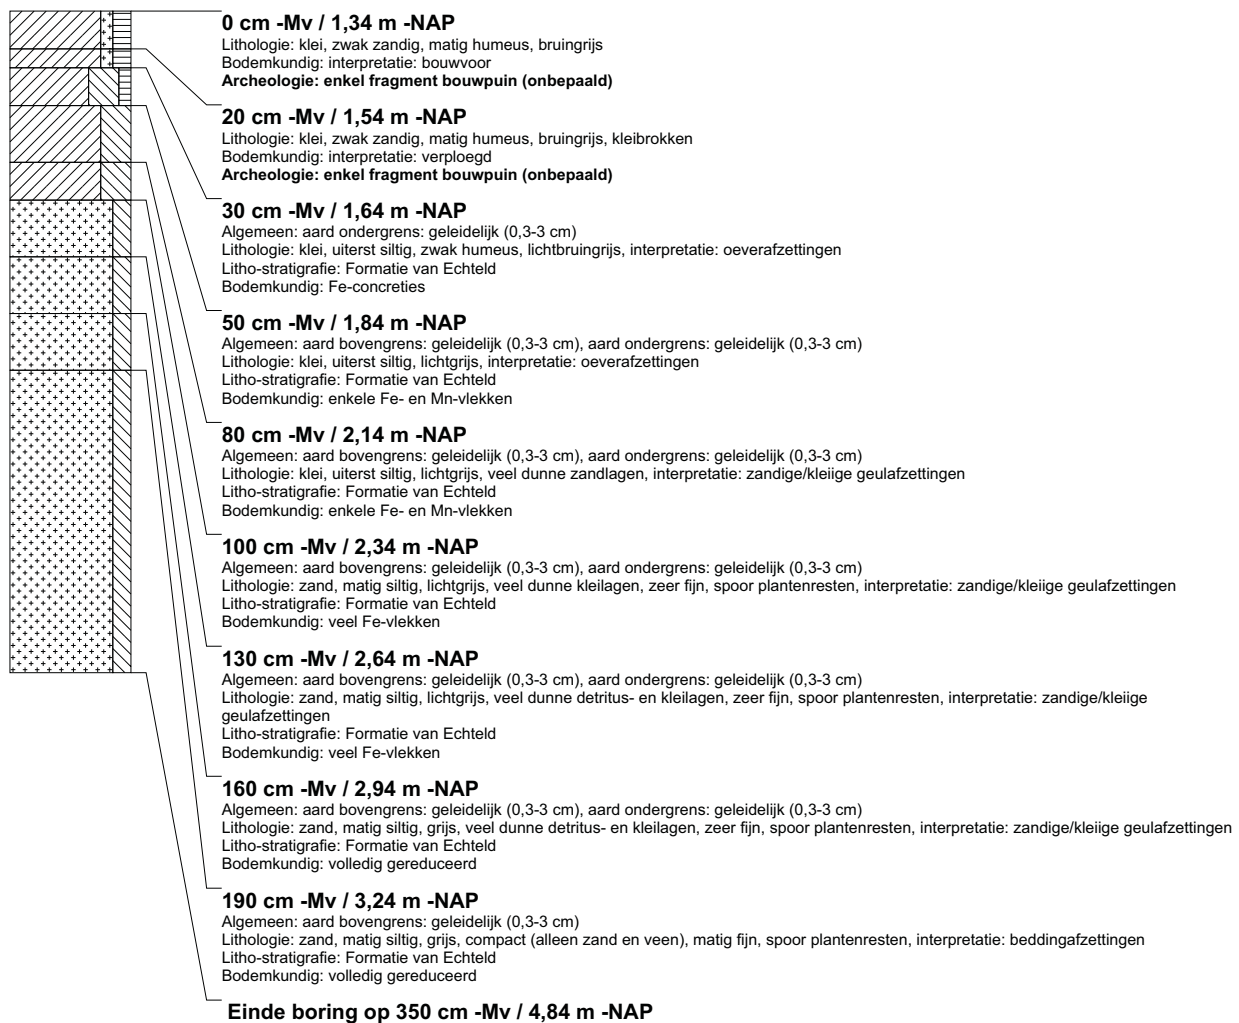 0 cm -Mv / 1,34 m -NAP
Lithologie: klei, zwak zandig, matig humeus, bruingrijs
Bodemkundig: interpretatie: bouwvoor
Archeologie: enkel fragment bouwpuin (onbepaald)
20 cm -Mv / 1,54 m -NAP
Lithologie: klei, zwak zandig, matig humeus, bruingrijs, kleibrokken
Bodemkundig: interpretatie: verploegd
Archeologie: enkel fragment bouwpuin (onbepaald)
30 cm -Mv / 1,64 m -NAP
Algemeen: aard ondergrens: geleidelijk (0,3-3 cm)
Lithologie: klei, uiterst siltig, zwak humeus, lichtbruingrijs, interpretatie: oeverafzettingen
Litho-stratigrafie: Formatie van Echteld
Bodemkundig: Fe-concreties
50 cm -Mv / 1,84 m -NAP
Algemeen: aard bovengrens: geleidelijk (0,3-3 cm), aard ondergrens: geleidelijk (0,3-3 cm)
Lithologie: klei, uiterst siltig, lichtgrijs, interpretatie: oeverafzettingen
Litho-stratigrafie: Formatie van Echteld
Bodemkundig: enkele Fe- en Mn-vlekken
80 cm -Mv / 2,14 m -NAP
Algemeen: aard bovengrens: geleidelijk (0,3-3 cm), aard ondergrens: geleidelijk (0,3-3 cm)
Lithologie: klei, uiterst siltig, lichtgrijs, veel dunne zandlagen, interpretatie: zandige/kleiige geulafzettingen
Litho-stratigrafie: Formatie van Echteld
Bodemkundig: enkele Fe- en Mn-vlekken
100 cm -Mv / 2,34 m -NAP
Algemeen: aard bovengrens: geleidelijk (0,3-3 cm), aard ondergrens: geleidelijk (0,3-3 cm)
Lithologie: zand, matig siltig, lichtgrijs, veel dunne kleilagen, zeer fijn, spoor plantenresten, interpretatie: zandige/kleiige geulafzettingen
Litho-stratigrafie: Formatie van Echteld
Bodemkundig: veel Fe-vlekken
130 cm -Mv / 2,64 m -NAP
Algemeen: aard bovengrens: geleidelijk (0,3-3 cm), aard ondergrens: geleidelijk (0,3-3 cm)
Lithologie: zand, matig siltig, lichtgrijs, veel dunne detritus- en kleilagen, zeer fijn, spoor plantenresten, interpretatie: zandige/kleiige
geulafzettingen
Litho-stratigrafie: Formatie van Echteld
Bodemkundig: veel Fe-vlekken
160 cm -Mv / 2,94 m -NAP
Algemeen: aard bovengrens: geleidelijk (0,3-3 cm), aard ondergrens: geleidelijk (0,3-3 cm)
Lithologie: zand, matig siltig, grijs, veel dunne detritus- en kleilagen, zeer fijn, spoor plantenresten, interpretatie: zandige/kleiige geulafzettingen
Litho-stratigrafie: Formatie van Echteld
Bodemkundig: volledig gereduceerd
190 cm -Mv / 3,24 m -NAP
Algemeen: aard bovengrens: geleidelijk (0,3-3 cm)
Lithologie: zand, matig siltig, grijs, compact (alleen zand en veen), matig fijn, spoor plantenresten, interpretatie: beddingafzettingen
Litho-stratigrafie: Formatie van Echteld
Bodemkundig: volledig gereduceerd
Einde boring op 350 cm -Mv / 4,84 m -NAP